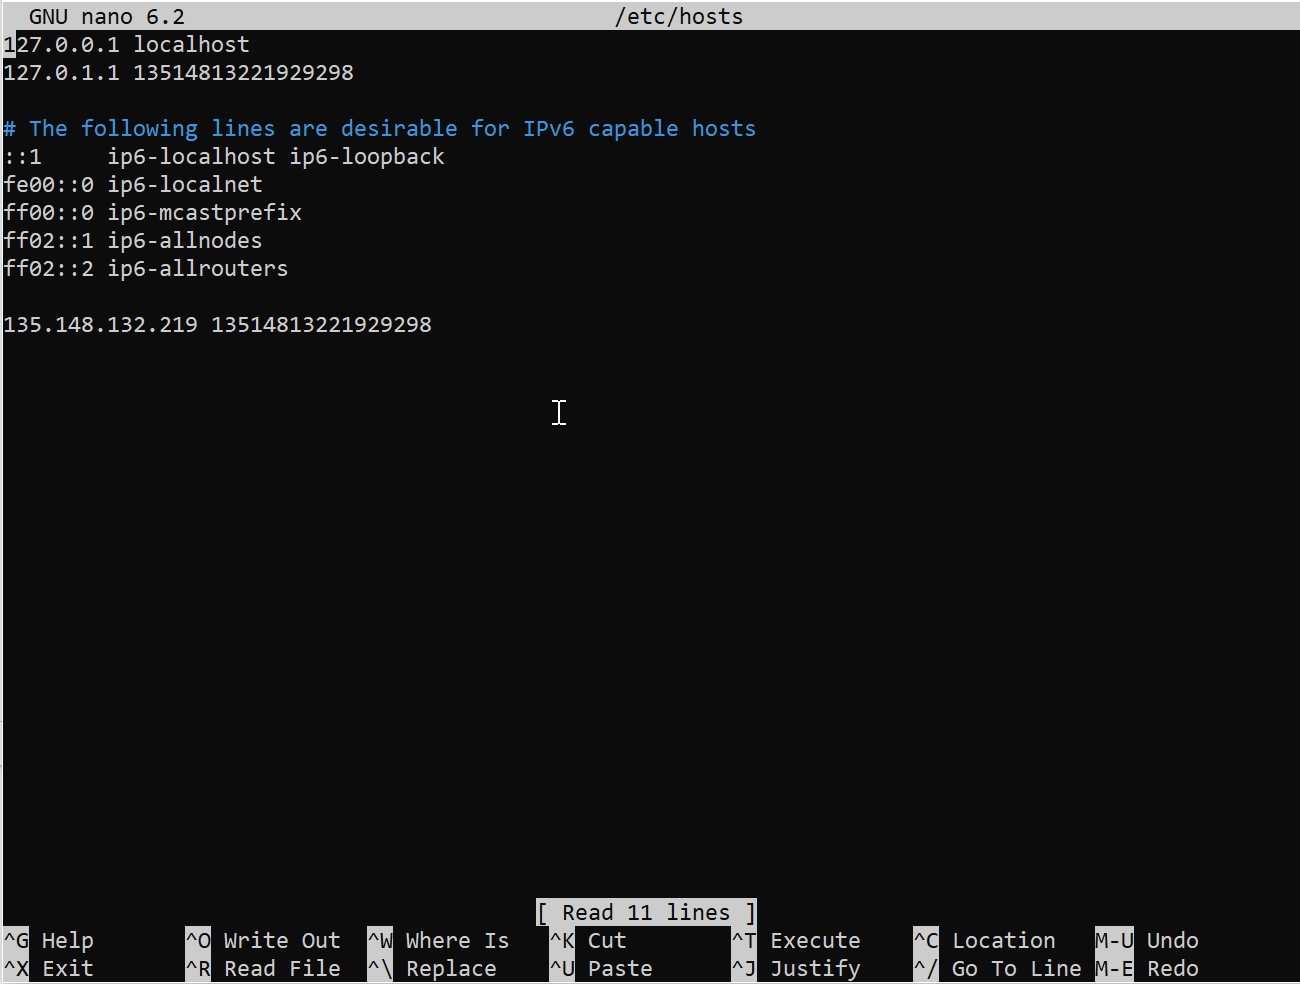 GNU nano 6.2 /etc/hosts
127.0.0.1 localhost
127.0.1.1 13514813221929298
# The following lines are desirable for IPv6 capable hosts
::1     ip6-localhost ip6-loopback
fe00::0 ip6-localnet
ff00::0 ip6-mcastprefix
ff02::1 ip6-allnodes
ff02::2 ip6-allrouters
135.148.132.219 13514813221929298
[ Read 11 lines ]
^G Help ^O Write Out ^W Where Is ^K Cut ^T Execute ^C Location M-U Undo
^X Exit ^R Read File ^\ Replace ^U Paste ^J Justify ^/ Go To Line M-E Redo